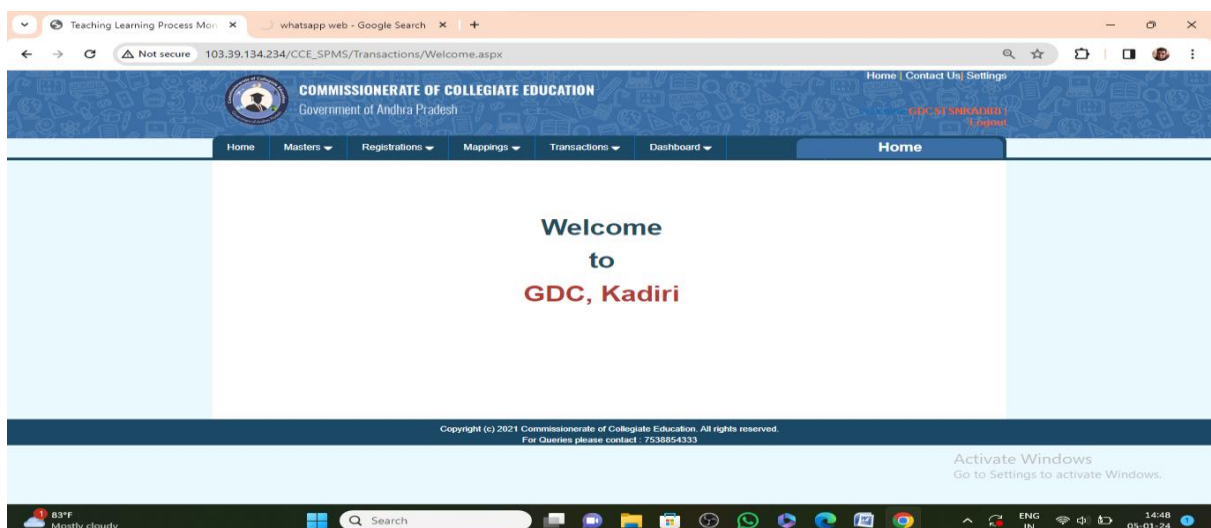 Teaching Learning Process Mon
whatsapp web - Google Search
Not secure 103.39.134.234/CCE_SPMS/Transactions/Welcome.aspx
COMMISSIONERATE OF COLLEGIATE EDUCATION
Government of Andhra Pradesh
Home | Contact Us| Settings
Logout
Home Masters Registrations Mappings Transactions Dashboard Home
Welcome
to
GDC, Kadiri
Copyright (c) 2021 Commissionerate of Collegiate Education. All rights reserved.
For Queries please contact : 7538854333
Activate Windows
Go to Settings to activate Windows.
1
83°F
Mostly cloudy
Search
ENG
IN
14:48
05-01-24
1